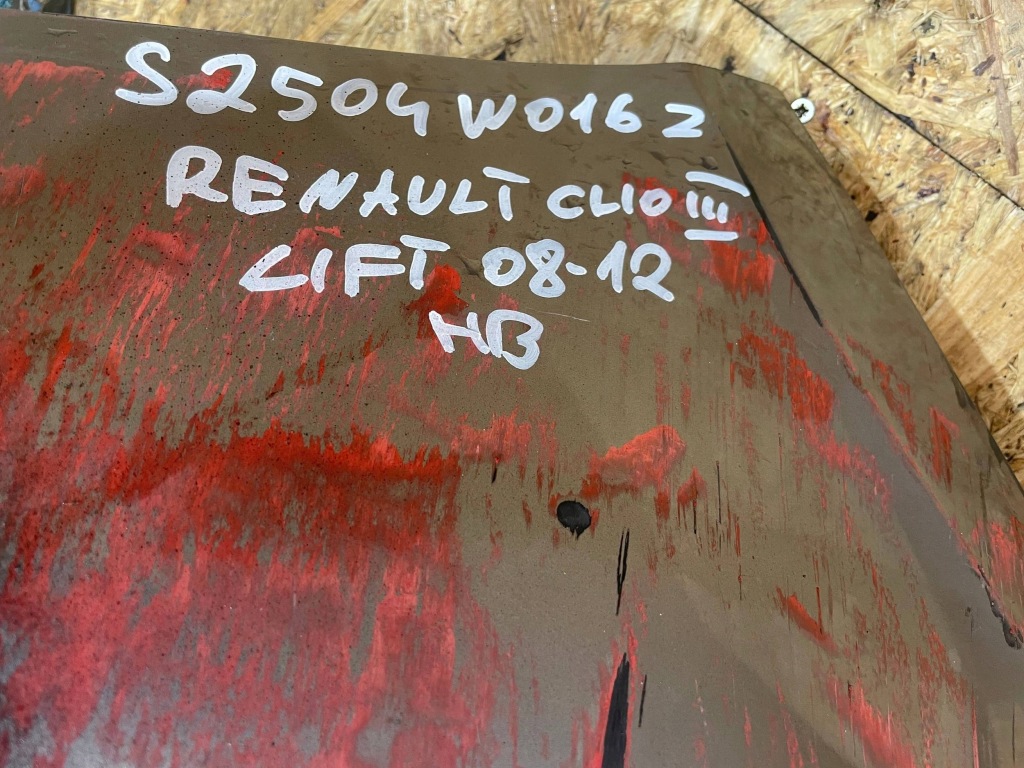 S2504W0162
RENAULT CLIO III
LIFT 08-12
HB